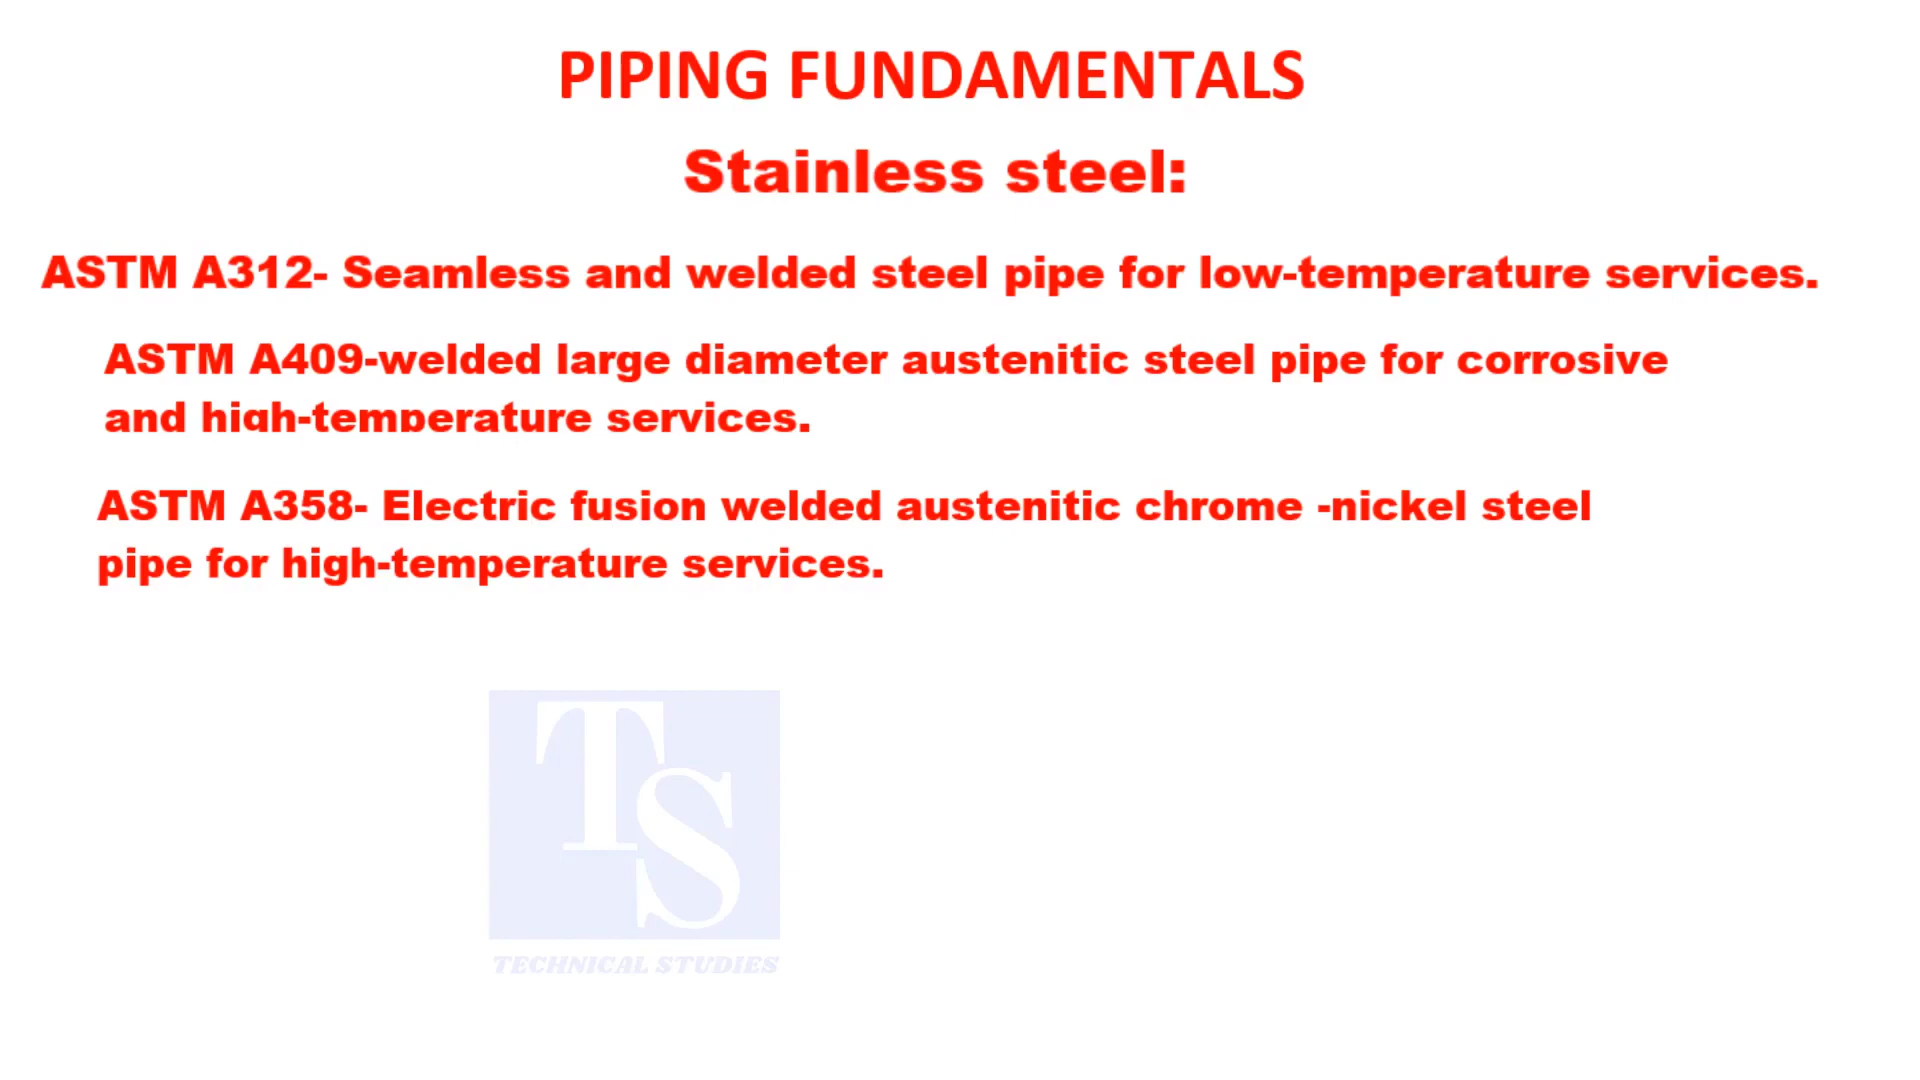 PIPING FUNDAMENTALS
Stainless steel:
ASTM A312- Seamless and welded steel pipe for low-temperature services.
ASTM A409-welded large diameter austenitic steel pipe for corrosive
and high-temperature services.
ASTM A358- Electric fusion welded austenitic chrome -nickel steel
pipe for high-temperature services.
TS
TECHNICAL STUDIES